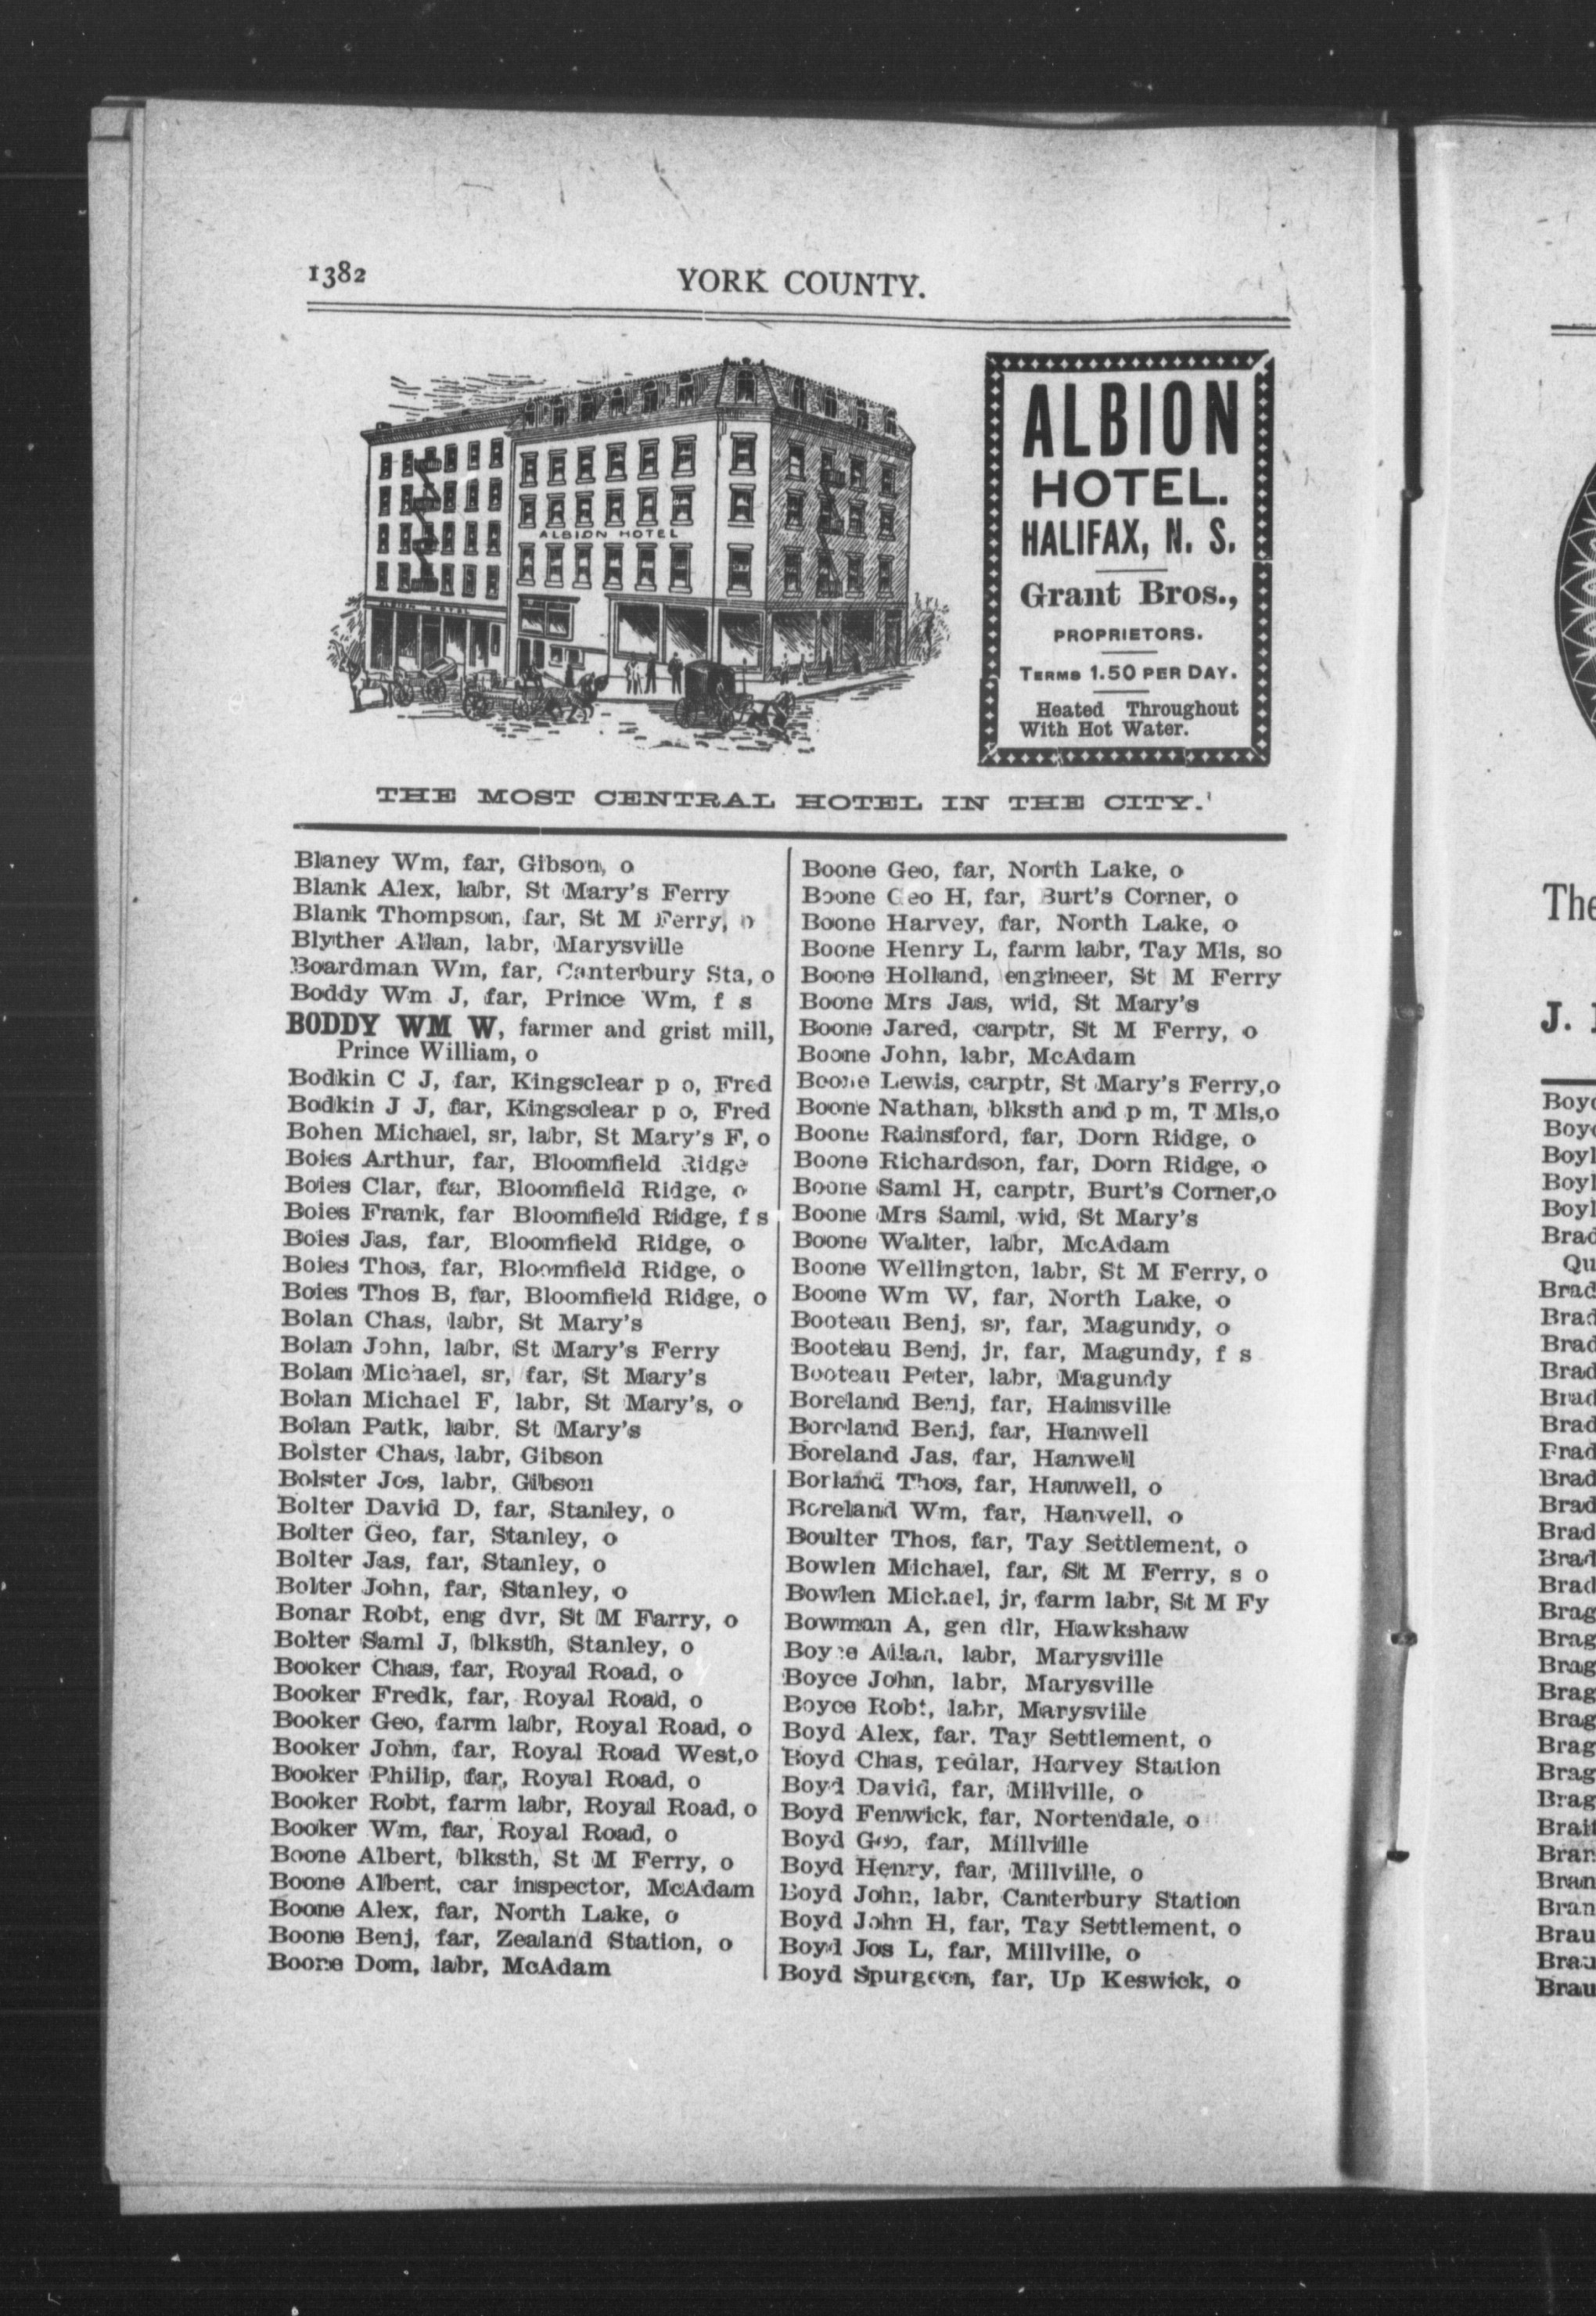 1382
YORK COUNTY.
ALBION HOTEL
ALBION HOTEL
ALBION
HOTEL.
HALIFAX, N. S.
Grant Bros.,
PROPRIETORS.
TERMS 1.50 PER DAY.
Heated Throughout
With Hot Water.
THE MOST CENTRAL HOTEL IN THE CITY.
Blaney Wm, far, Gibson, o
Blank Alex, labr, St Mary's Ferry
Blank Thompson, far, St M Ferry, o
Blyther Allan, labr, Marysville
Boardman Wm, far, Canterbury Sta, o
Boddy Wm J, far, Prince Wm, f s
BODDY WM W, farmer and grist mill,
Prince William, o
Bodkin C J, far, Kingsclear p o, Fred
Bodkin J J, far, Kingsclear p o, Fred
Bohen Michael, sr, labr, St Mary's F, o
Boies Arthur, far, Bloomfield Ridge
Boies Clar, far, Bloomfield Ridge, o
Boies Frank, far Bloomfield Ridge, f s
Boies Jas, far, Bloomfield Ridge, o
Boies Thos, far, Bloomfield Ridge, o
Boies Thos B, far, Bloomfield Ridge, o
Bolan Chas, labr, St Mary's
Bolan John, labr, St Mary's Ferry
Bolan Michael, sr, far, St Mary's
Bolan Michael F, labr, St Mary's, o
Bolan Patk, labr, St Mary's
Bolster Chas, labr, Gibson
Bolster Jos, labr, Gibson
Bolter David D, far, Stanley, o
Bolter Geo, far, Stanley, o
Bolter Jas, far, Stanley, o
Bolter John, far, Stanley, o
Bonar Robt, eng dvr, St M Farry, o
Bolter Saml J, blksth, Stanley, o
Booker Chas, far, Royal Road, o
Booker Fredk, far, Royal Road, o
Booker Geo, farm labr, Royal Road, o
Booker John, far, Royal Road West,o
Booker Philip, far, Royal Road, o
Booker Robt, farm labr, Royal Road, o
Booker Wm, far, Royal Road, o
Boone Albert, blksth, St M Ferry, o
Boone Albert, car inspector, McAdam
Boone Alex, far, North Lake, o
Boone Benj, far, Zealand Station, o
Boone Dom, labr, McAdam
Boone Geo, far, North Lake, o
Boone Geo H, far, Burt's Corner, o
Boone Harvey, far, North Lake, o
Boone Henry L, farm labr, Tay Mls, so
Boone Holland, engineer, St M Ferry
Boone Mrs Jas, wid, St Mary's
Boone Jared, carptr, St M Ferry, o
Boone John, labr, McAdam
Boone Lewis, carptr, St Mary's Ferry,o
Boone Nathan, blksth and p m, T Mls,o
Boone Rainsford, far, Dorn Ridge, o
Boone Richardson, far, Dorn Ridge, o
Boone Saml H, carptr, Burt's Corner,o
Boone Mrs Saml, wid, St Mary's
Boone Walter, labr, McAdam
Boone Wellington, labr, St M Ferry, o
Boone Wm W, far, North Lake, o
Booteau Benj, sr, far, Magundy, o
Booteau Benj, jr, far, Magundy, f s
Booteau Peter, labr, Magundy
Boreland Benj, far, Hainsville
Boreland Benj, far, Hanwell
Boreland Jas, far, Hanwell
Borland Thos, far, Hanwell, o
Boreland Wm, far, Hanwell, o
Boulter Thos, far, Tay Settlement, o
Bowlen Michael, far, St M Ferry, s o
Bowlen Michael, jr, farm labr, St M Fy
Bowman A, gen dlr, Hawkshaw
Boyce Allan, labr, Marysville
Boyce John, labr, Marysville
Boyce Robt, labr, Marysville
Boyd Alex, far, Tay Settlement, o
Boyd Chas, pedlar, Harvey Station
Boyd David, far, Millville, o
Boyd Fenwick, far, Nortendale, o
Boyd Geo, far, Millville
Boyd Henry, far, Millville, o
Boyd John, labr, Canterbury Station
Boyd John H, far, Tay Settlement, o
Boyd Jos L, far, Millville, o
Boyd Spurgeon, far, Up Keswick, o
The
J.